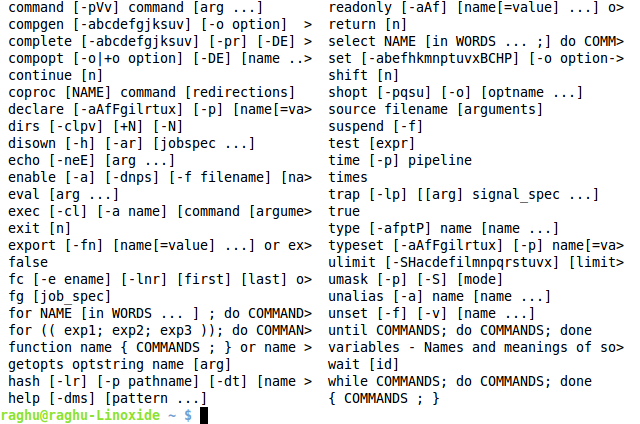 command [-pVv] command [arg ...]
readonly [-aAf] [name[=value] ...] o>
compgen [-abcdefgjksuv] [-o option]  >
return [n]
complete [-abcdefgjksuv] [-pr] [-DE] >
select NAME [in WORDS ... ;] do COMM>
compopt [-o|+o option] [-DE] [name ..>
set [-abefhkmnptuvxBCHP] [-o option->
continue [n]
shift [n]
coproc [NAME] command [redirections]
shopt [-pqsu] [-o] [optname ...]
declare [-aAfFgilrtux] [-p] [name[=va>
source filename [arguments]
dirs [-clpv] [+N] [-N]
suspend [-f]
disown [-h] [-ar] [jobspec ...]
test [expr]
echo [-neE] [arg ...]
time [-p] pipeline
enable [-a] [-dnps] [-f filename] [na>
times
eval [arg ...]
trap [-lp] [[arg] signal_spec ...]
exec [-cl] [-a name] [command [argume>
true
exit [n]
type [-afptP] name [name ...]
export [-fn] [name[=value] ...] or ex>
typeset [-aAfFgilrtux] [-p] name[=va>
false
ulimit [-SHacdefilmnpqrstuvx] [limit>
fc [-e ename] [-lnr] [first] [last] o>
umask [-p] [-S] [mode]
fg [job_spec]
unalias [-a] name [name ...]
for NAME [in WORDS ... ] ; do COMMAND>
unset [-f] [-v] [name ...]
for (( exp1; exp2; exp3 )); do COMMAN>
until COMMANDS; do COMMANDS; done
function name { COMMANDS ; } or name >
variables - Names and meanings of so>
getopts optstring name [arg]
wait [id]
hash [-lr] [-p pathname] [-dt] [name >
while COMMANDS; do COMMANDS; done
help [-dms] [pattern ...]
{ COMMANDS ; }
raghu@raghu-Linoxide ~ $